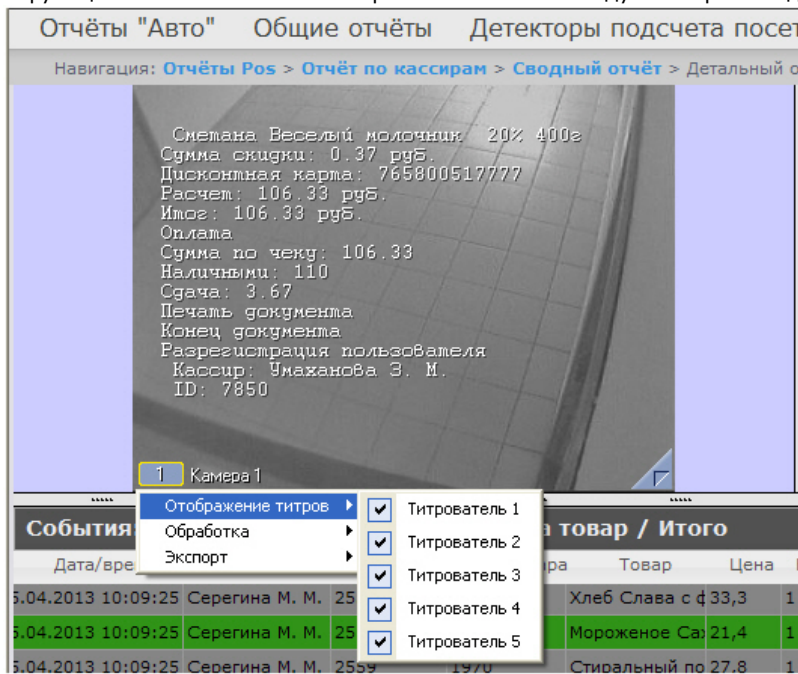 Отчёты "Авто" Общие отчёты Детекторы подсчета посет
Навигация: Отчёты Pos > Отчёт по кассирам > Сводный отчёт > Детальный о
Сметана Веселый молочник 20% 400г
Сумма скидки: 0.37 руб.
Дисконтная карта: 765800517777
Расчет: 106.33 руб.
Итог: 106.33 руб.
Оплата
Сумма по чеку: 106.33
Наличными: 110
Сдача: 3.67
Печать документа
Конец документа
Разрегистрация пользователя
Кассир: Умаханова З. М.
ID: 7850
1 Камера 1
Отображение титров
Обработка
Экспорт
Титрователь 1
Титрователь 2
Титрователь 3
Титрователь 4
Титрователь 5
События а товар / Итого
Дата/вре ра Товар Цена
5.04.2013 10:09:25 Серегина М. М. 25 Хлеб Слава с ф 33,3 1
5.04.2013 10:09:25 Серегина М. М. 25 Мороженое Сах 21,4 1
5.04.2013 10:09:25 Серегина М. М. 2559 1970 Стиральный по 27,8 1